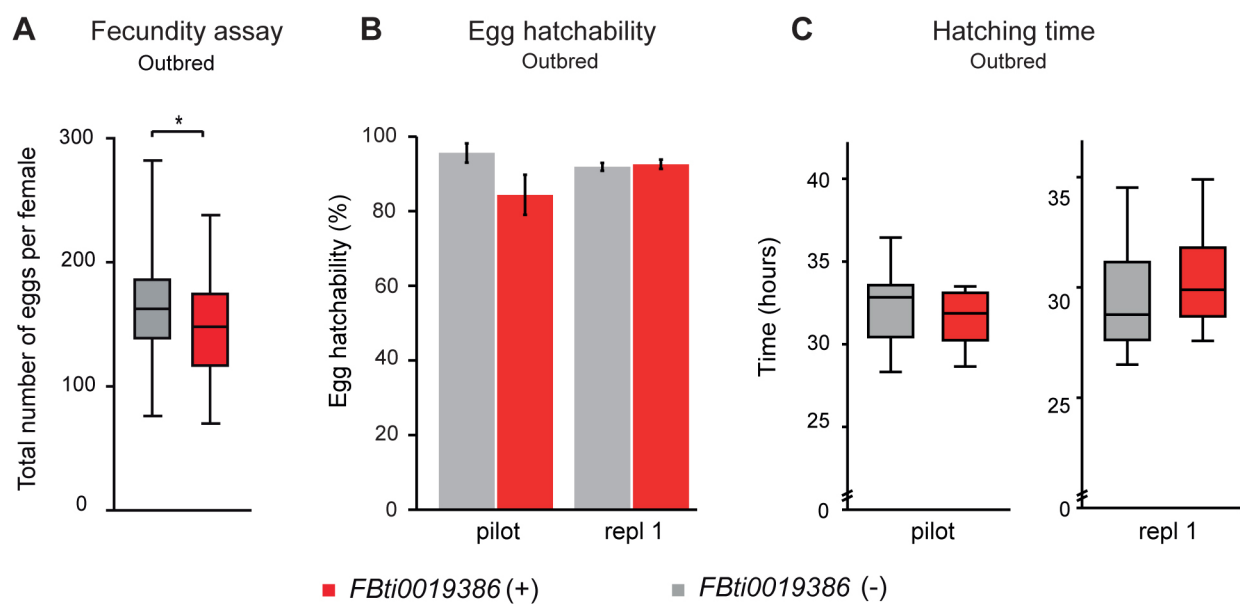 A Fecundity assay
Outbred
B Egg hatchability
Outbred
C Hatching time
Outbred
Total number of eggs per female
300
200
100
0
*
Egg hatchability (%)
100
80
60
40
20
0
pilot
repl 1
Time (hours)
40
35
30
25
0
pilot
35
30
25
0
repl 1
FBti0019386 (+)
FBti0019386 (-)